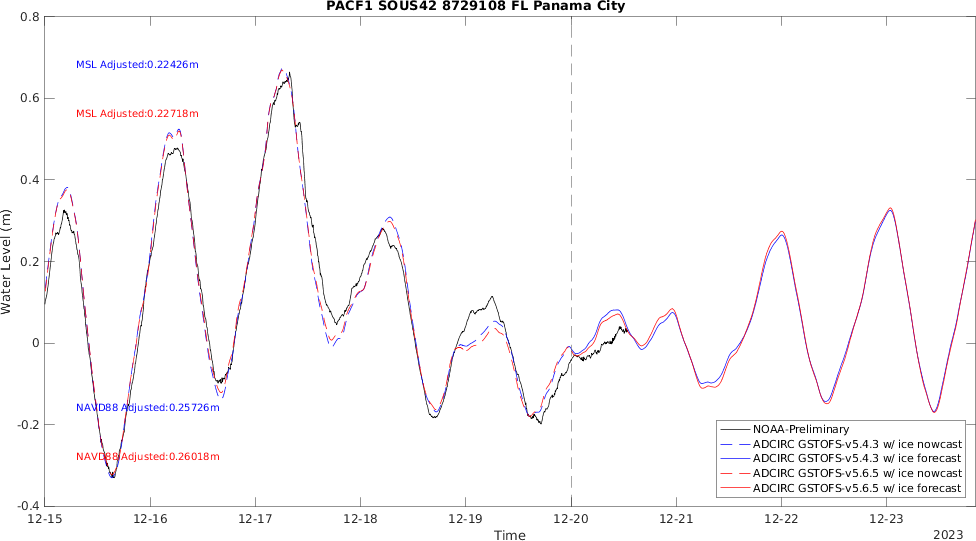 PACF1 SOUS42 8729108 FL Panama City
0.8
0.6
0.4
0.2
0
-0.2
-0.4
Water Level (m)
MSL Adjusted:0.22426m
MSL Adjusted:0.22718m
NAVD88 Adjusted:0.25726m
NAVD88 Adjusted:0.26018m
NOAA-Preliminary
ADCIRC GSTOFS-v5.4.3 w/ ice nowcast
ADCIRC GSTOFS-v5.4.3 w/ ice forecast
ADCIRC GSTOFS-v5.6.5 w/ ice nowcast
ADCIRC GSTOFS-v5.6.5 w/ ice forecast
12-15 12-16 12-17 12-18 12-19 12-20 12-21 12-22 12-23
Time
2023